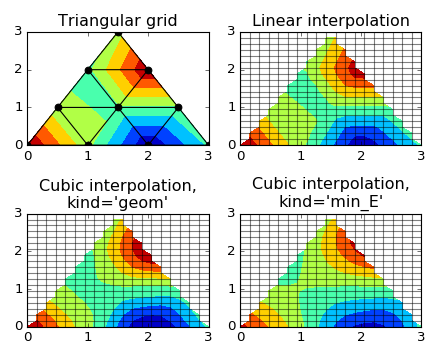 Triangular grid
3
2
1
0
0 1 2 3
Linear interpolation
3
2
1
0
0 1 2 3
Cubic interpolation,
kind='geom'
3
2
1
0
0 1 2 3
Cubic interpolation,
kind='min_E'
3
2
1
0
0 1 2 3